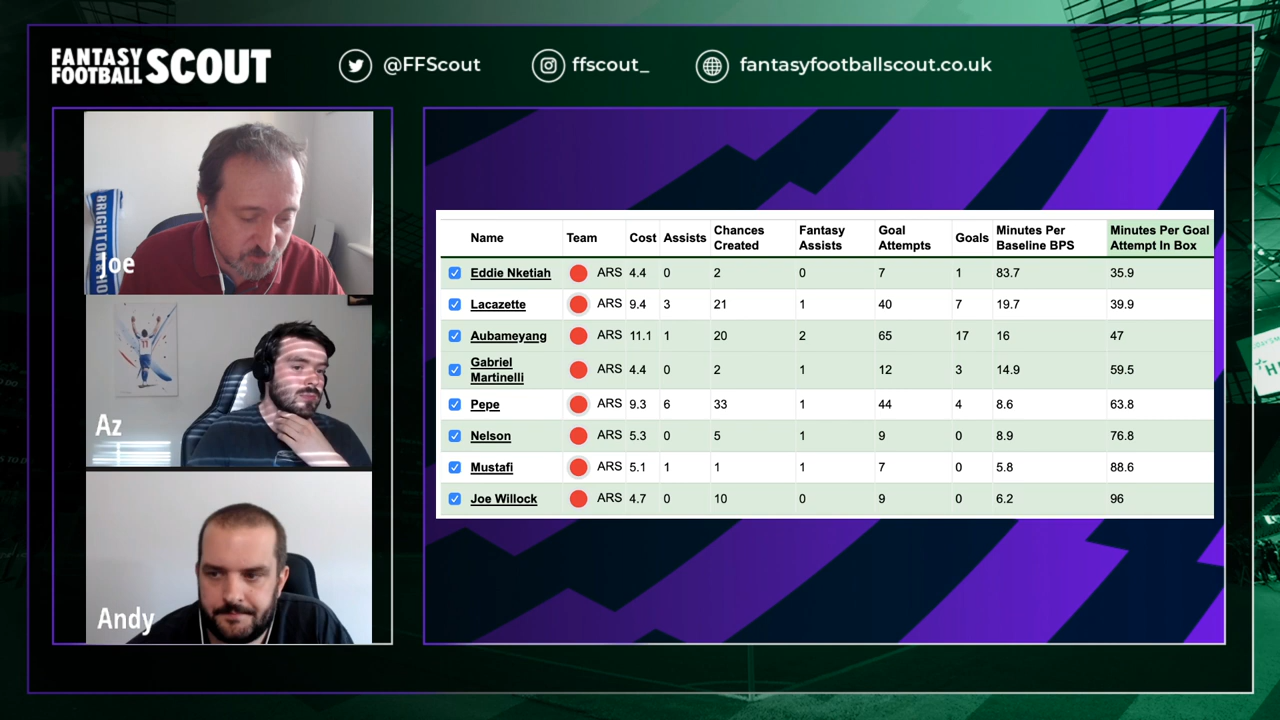 FANTASY
FOOTBALL SCOUT
@FFScout
ffscout_
fantasyfootballscout.co.uk
BRIGHTON & HO
Joe
11
Az
Andy
Name Team Cost Assists Chances Created Fantasy Assists Goal Attempts Goals Minutes Per Baseline BPS Minutes Per Goal Attempt In Box
Eddie Nketiah ARS 4.4 0 2 0 7 1 83.7 35.9
Lacazette ARS 9.4 3 21 1 40 7 19.7 39.9
Aubameyang ARS 11.1 1 20 2 65 17 16 47
Gabriel Martinelli ARS 4.4 0 2 1 12 3 14.9 59.5
Pepe ARS 9.3 6 33 1 44 4 8.6 63.8
Nelson ARS 5.3 0 5 1 9 0 8.9 76.8
Mustafi ARS 5.1 1 1 1 7 0 5.8 88.6
Joe Willock ARS 4.7 0 10 0 9 0 6.2 96